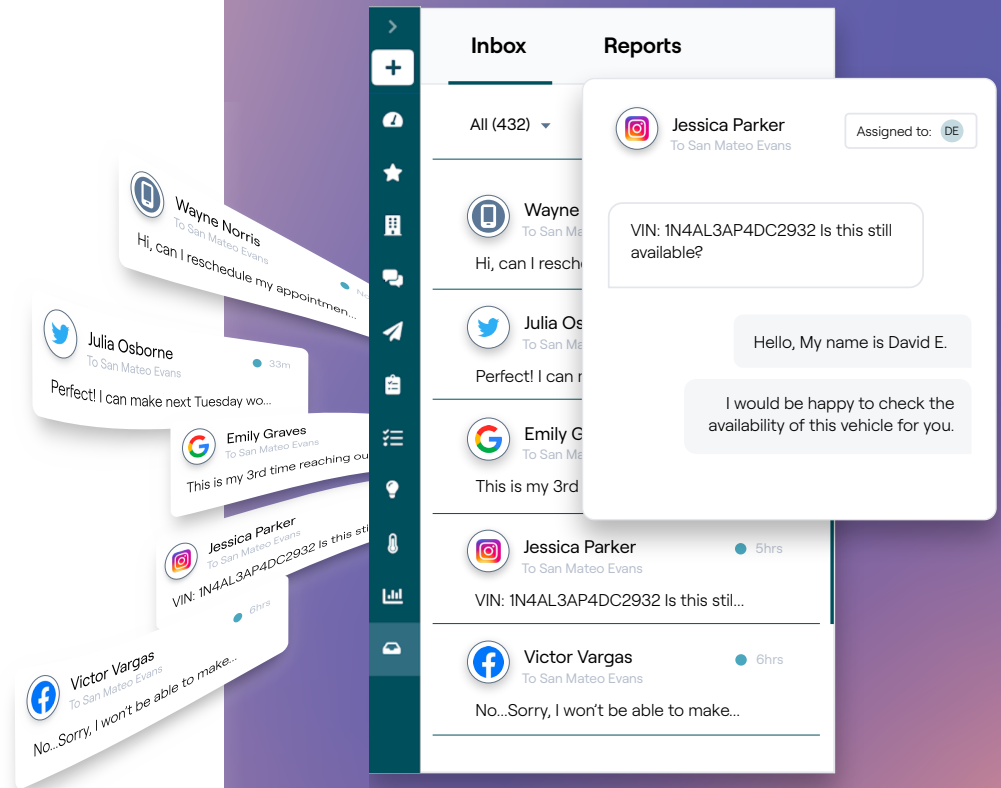 Inbox
Reports
All (432)
Jessica Parker
To San Mateo Evans
Assigned to: DE
VIN: 1N4AL3AP4DC2932 Is this still
available?
Hello, My name is David E.
I would be happy to check the
availability of this vehicle for you.
Wayne
To San Ma
Hi, can I resch
Julia Os
To San Ma
Perfect! I can r
Emily G
To San Ma
This is my 3rd
Jessica Parker
5hrs
To San Mateo Evans
VIN: 1N4AL3AP4DC2932 Is this stil...
Victor Vargas
6hrs
To San Mateo Evans
No...Sorry, I won't be able to make...
Wayne Norris
To San Mateo Evans
Hi, can I reschedule my appointmen...
Julia Osborne
33m
To San Mateo Evans
Perfect! I can make next Tuesday wo...
Emily Graves
To San Mateo Evans
This is my 3rd time reaching ou
Jessica Parker
To San Mateo Evans
VIN: 1N4AL3AP4DC2932 Is this sti
6hrs
Victor Vargas
To San Mateo Evans
No...Sorry, I won't be able to make...